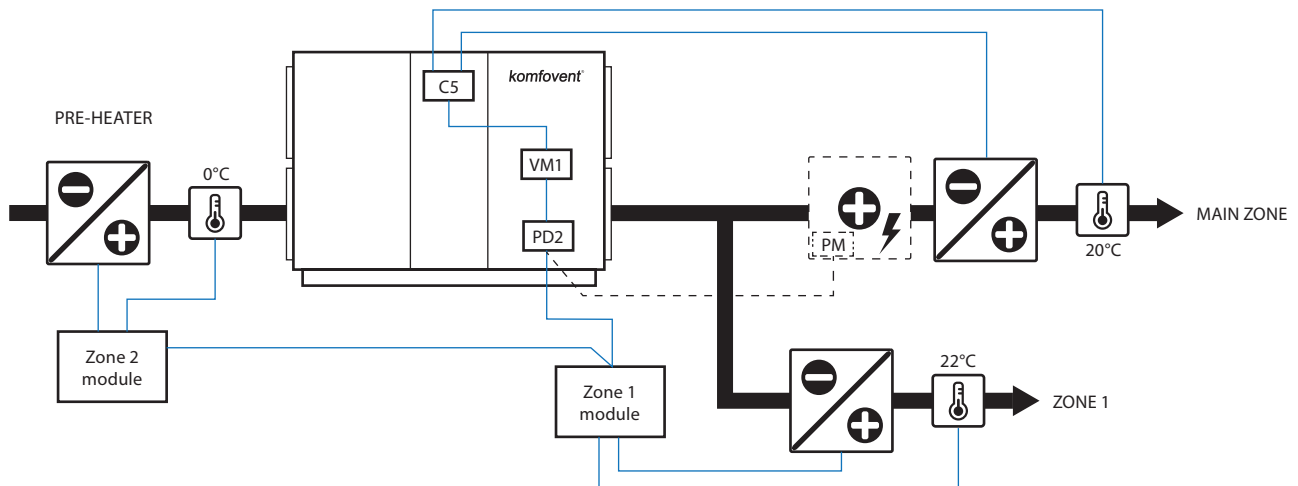 C5
komfovent®
PRE-HEATER
0°C
VM1
PD2
PM
MAIN ZONE
20°C
Zone 2
module
Zone 1
module
22°C
ZONE 1